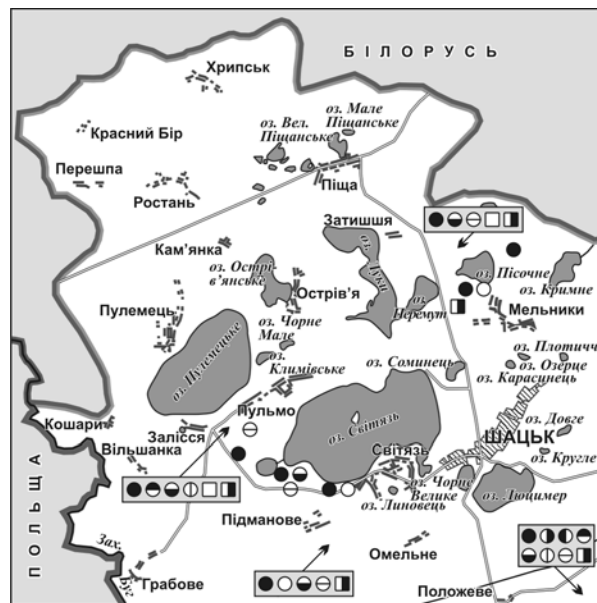 БІЛОРУСЬ
Хрипськ
оз. Мале
Піщанське
оз. Вел.
Піщанське
Красний Бір
Перешпа
Піща
Ростань
Затишшя
Кам'янка
оз. Луки
оз. Пісочне
оз. Острі-
в'янське
Острів'я
оз. Кримне
оз. Перемут
Пулемець
Мельники
оз. Чорне
Мале
оз. Пулемецьке
оз. Плотичч
оз. Соминець
оз. Озерце
оз. Климівське
оз. Карасинець
Пульмо
оз. Світязь
оз. Довге
Кошари
Залісся
ШАЦЬК
Вільшанка
Світязь
оз. Кругле
оз. Чорне
Велике
оз. Люцимер
оз. Линовець
ПОЛЬЩА
Підманове
Зах.
Омельне
Буг
Грабове
Положеве